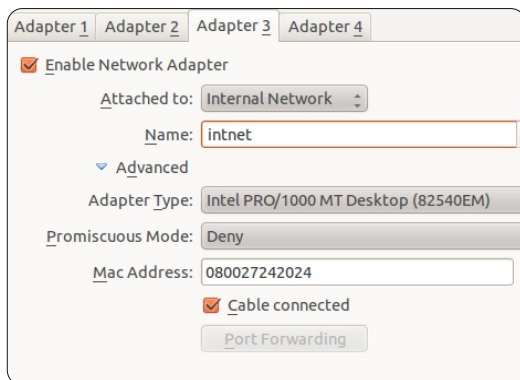 Adapter 1 Adapter 2 Adapter 3 Adapter 4
Enable Network Adapter
Attached to: Internal Network
Name: intnet
Advanced
Adapter Type: Intel PRO/1000 MT Desktop (82540EM)
Promiscuous Mode: Deny
Mac Address: 080027242024
Cable connected
Port Forwarding